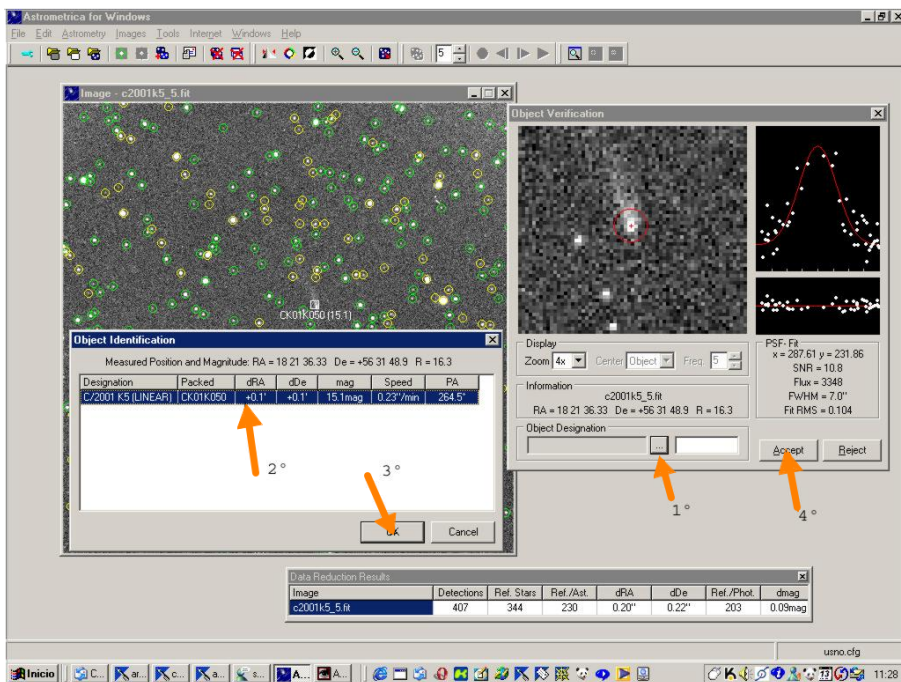 Astrometrica for Windows
File Edit Astrometry Images Tools Internet Windows Help
5
Image - c2001k5_5.fit
CK01K050 (15.1)
Object Verification
Display
Zoom 4x Center Object Freq. 5
Information
c2001k5_5.fit
RA = 18 21 36.33 De = +56 31 48.9 R = 16.3
Object Designation
...
PSF- Fit
x = 287.61 y = 231.86
SNR = 10.8
Flux = 3348
FWHM = 7.0"
Fit RMS = 0.104
Accept Reject
1°
4°
Object Identification
Measured Position and Magnitude: RA = 18 21 36.33 De = +56 31 48.9 R = 16.3
Designation Packed dRA dDe mag Speed PA
C/2001 K5 (LINEAR) CK01K050 +0.1' +0.1' 15.1mag 0.23"/min 264.5°
2°
3°
OK Cancel
Data Reduction Results
Image Detections Ref. Stars Ref./Ast. dRA dDe Ref./Phot. dmag
c2001k5_5.fit 407 344 230 0.20" 0.22" 203 0.09mag
usno.cfg
Inicio C... ar... c... a... s... A... A... 11:28